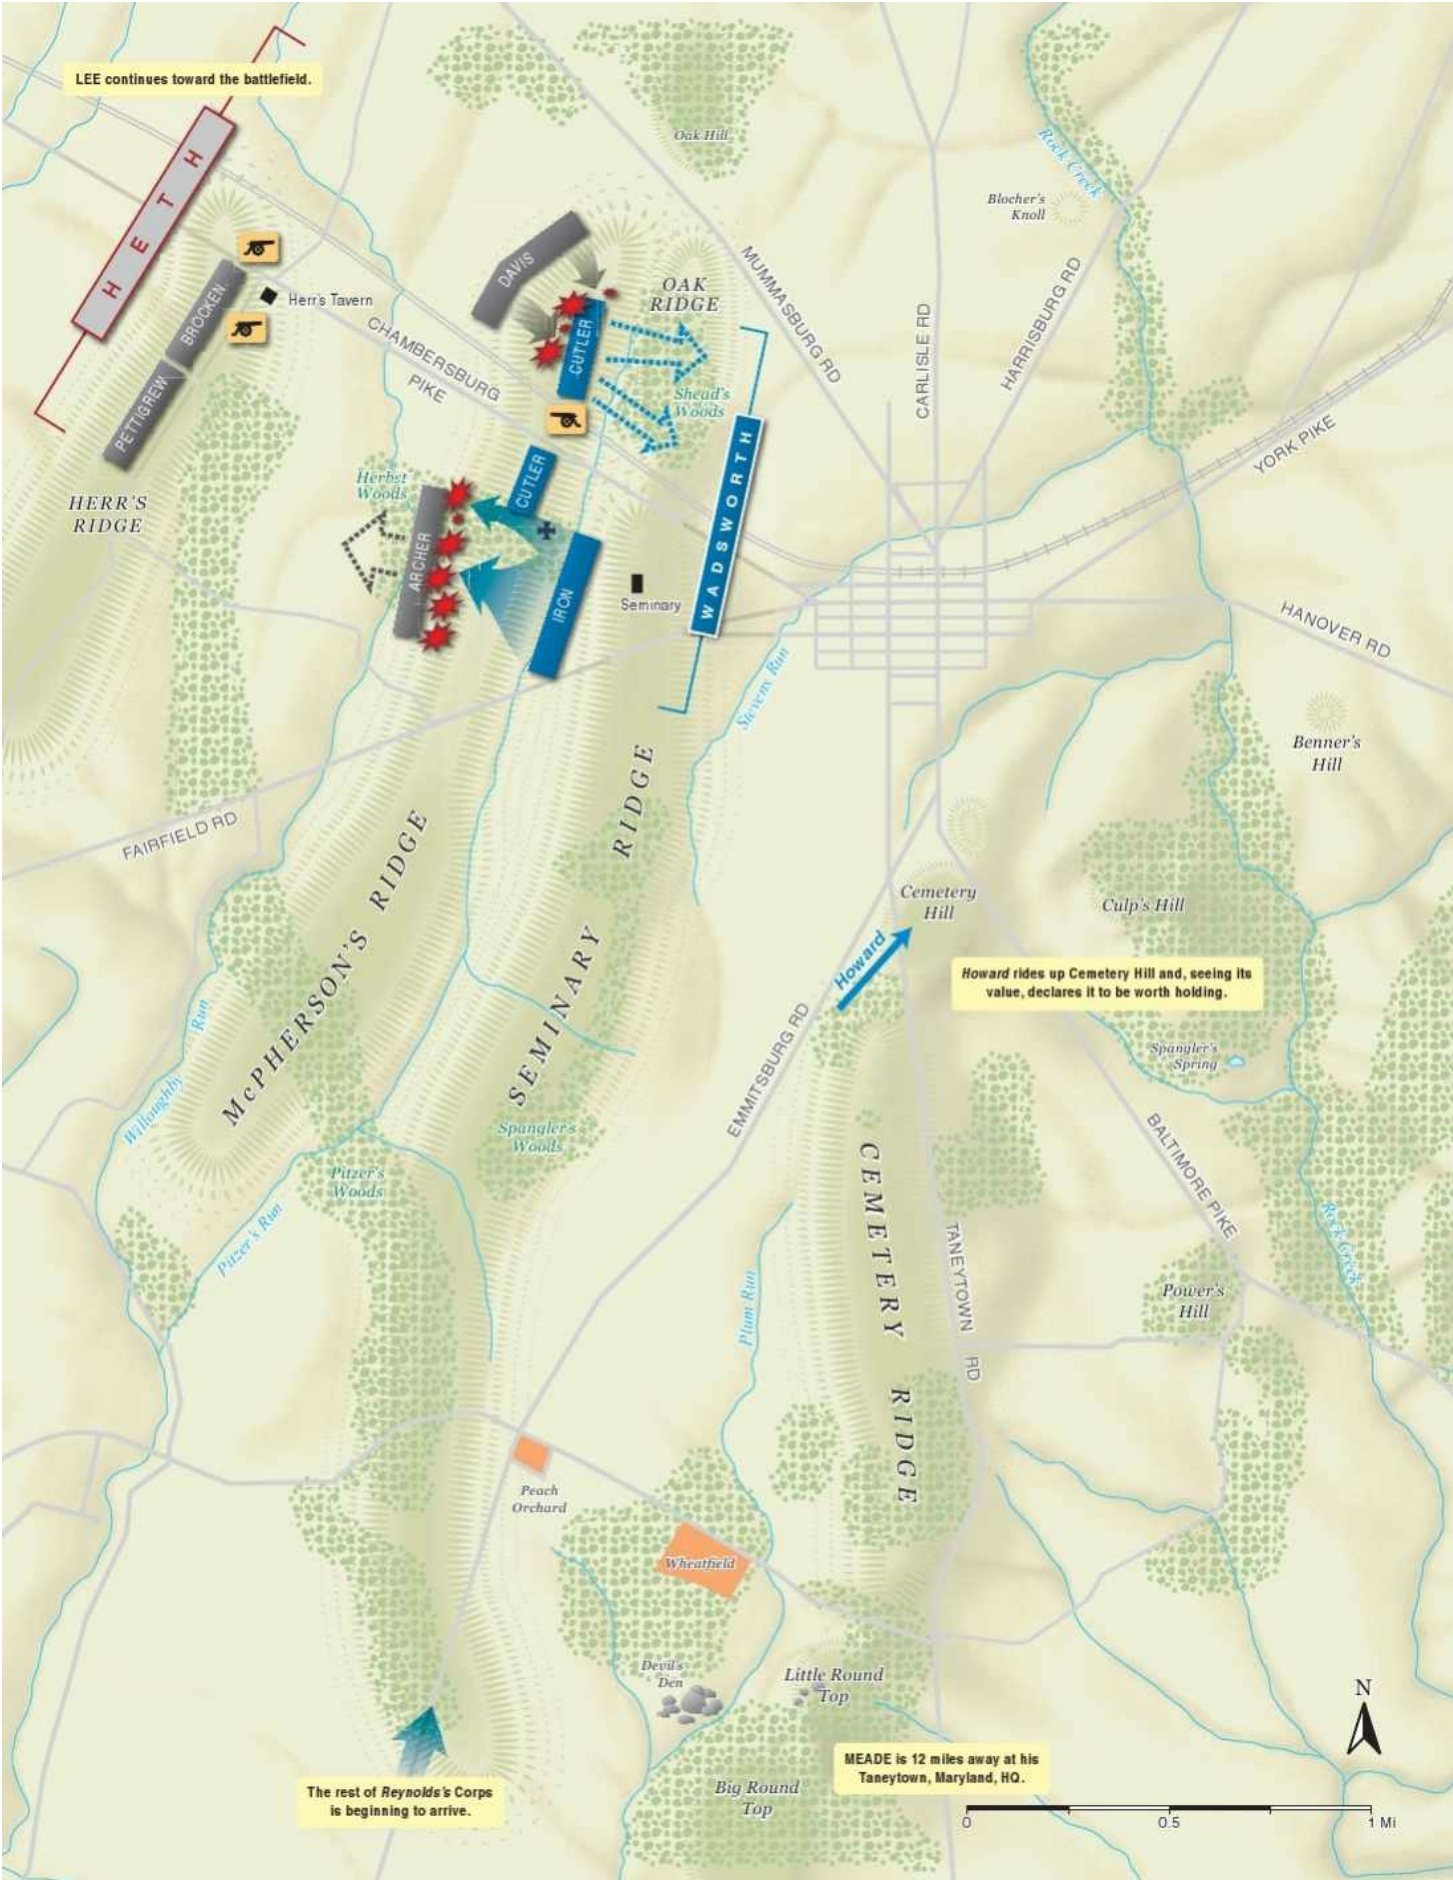 LEE continues toward the battlefield.
Oak Hill
Rock Creek
Blocher's
Knoll
HETH
DAVIS
OAK
RIDGE
MUMMASBURG RD
CARLISLE RD
HARRISBURG RD
BROCKEN.
Herr's Tavern
CHAMBERSBURG
PIKE
CUTLER
PETTIGREW
Shead's
Woods
YORK PIKE
WADSWORTH
Herbst
Woods
CUTLER
HERR'S
RIDGE
ARCHER
IRON
Seminary
HANOVER RD
Stevens Run
Benner's
Hill
FAIRFIELD RD
McPHERSON'S RIDGE
SEMINARY RIDGE
Cemetery
Hill
Culp's Hill
Howard
Howard rides up Cemetery Hill and, seeing its
value, declares it to be worth holding.
Willoughby Run
EMMITSBURG RD
Spangler's
Spring
Spangler's
Woods
BALTIMORE PIKE
Pitzer's
Woods
Pitzer's Run
CEMETERY RIDGE
TANEYTOWN RD
Rock Creek
Plum Run
Power's
Hill
Peach
Orchard
Wheatfield
Devil's
Den
Little Round
Top
N
MEADE is 12 miles away at his
Taneytown, Maryland, HQ.
The rest of Reynolds's Corps
is beginning to arrive.
Big Round
Top
0 0.5 1 Mi